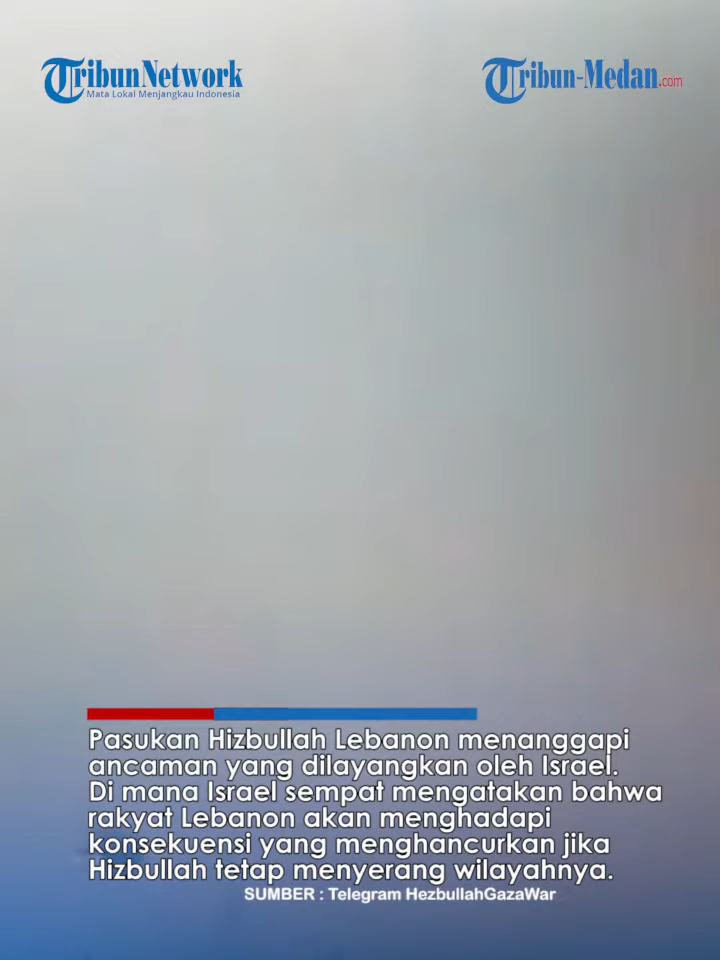 TribunNetwork
Mata Lokal Menjangkau Indonesia
Tribun-Medan.com
Pasukan Hizbullah Lebanon menanggapi
ancaman yang dilayangkan oleh Israel.
Di mana Israel sempat mengatakan bahwa
rakyat Lebanon akan menghadapi
konsekuensi yang menghancurkan jika
Hizbullah tetap menyerang wilayahnya.
SUMBER : Telegram HezbullahGazaWar